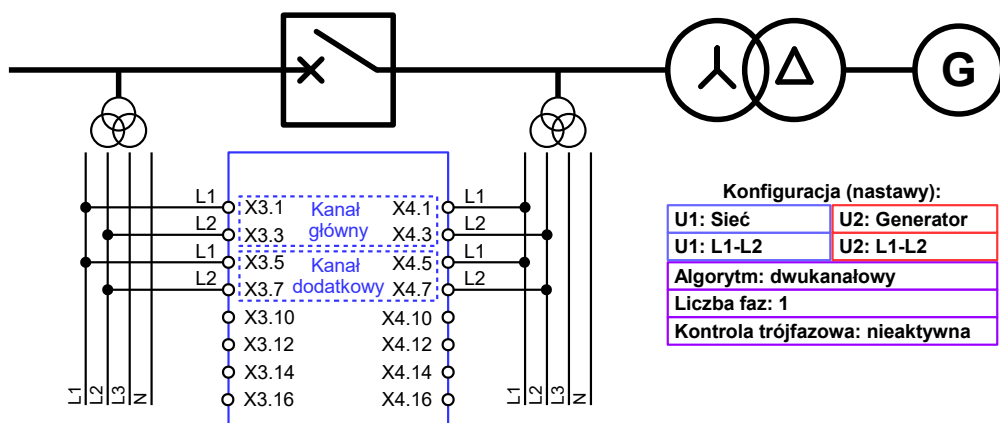 G
L1 X3.1 Kanał X4.1 L1
L2 X3.3 główny X4.3 L2
L1 X3.5 Kanał X4.5 L1
L2 X3.7 dodatkowy X4.7 L2
X3.10 X4.10
X3.12 X4.12
X3.14 X4.14
X3.16 X4.16
L1 L2 L3 N
L1 L2 L3 N
Konfiguracja (nastawy):
U1: Sieć U2: Generator
U1: L1-L2 U2: L1-L2
Algorytm: dwukanałowy
Liczba faz: 1
Kontrola trójfazowa: nieaktywna